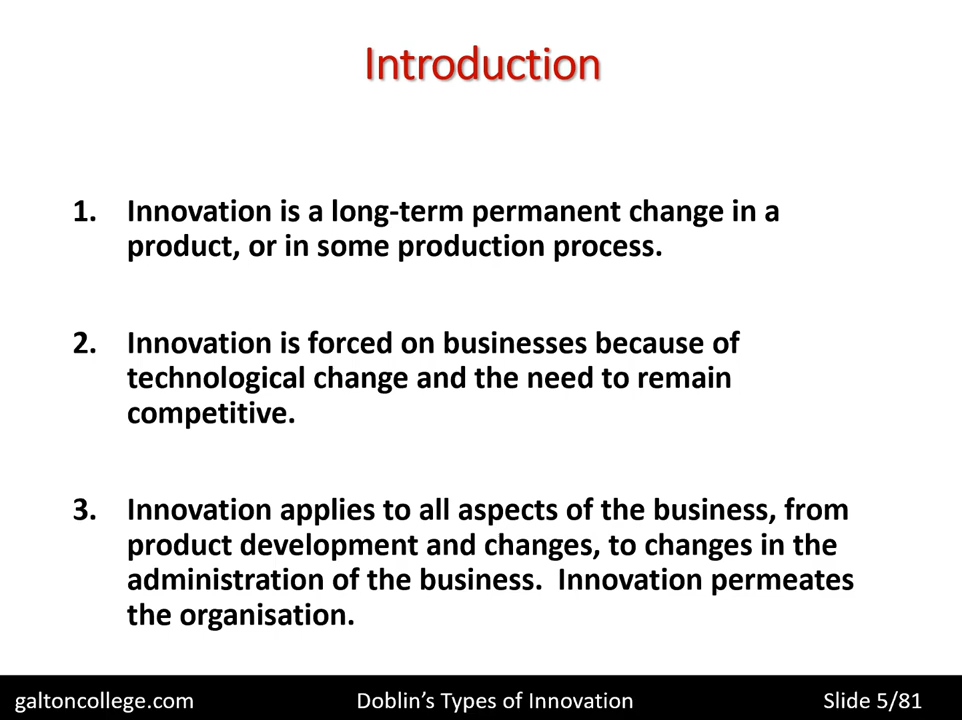 Introduction
1. Innovation is a long-term permanent change in a
product, or in some production process.
2. Innovation is forced on businesses because of
technological change and the need to remain
competitive.
3. Innovation applies to all aspects of the business, from
product development and changes, to changes in the
administration of the business.  Innovation permeates
the organisation.
galtoncollege.com Doblin’s Types of Innovation Slide 5/81